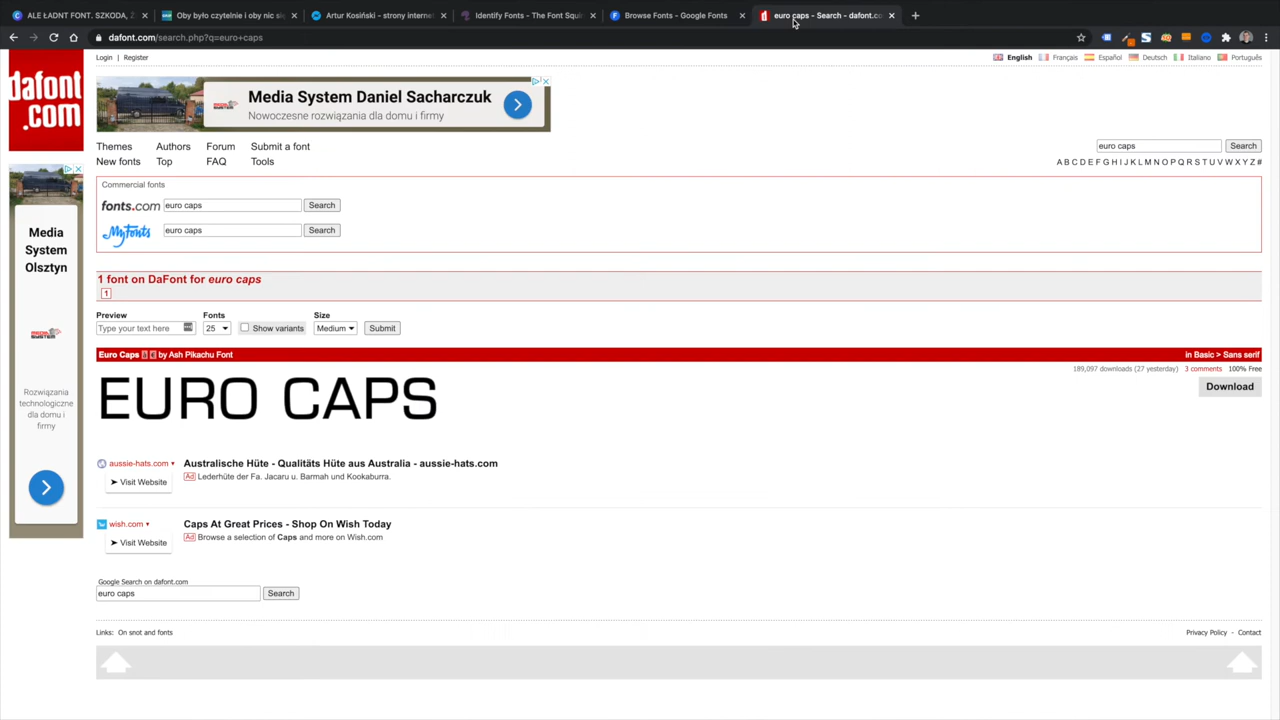 ALE ŁADNY FONT. SZKODA, Ż
Oby było czytelnie i oby nic się
Artur Kosiński - strony internet
Identify Fonts - The Font Squir
Browse Fonts - Google Fonts
euro caps - Search - dafont.co
dafont.com/search.php?q=euro+caps
Login | Register
English Français Español Deutsch Italiano Português
dafont
.com
Media System Daniel Sacharczuk
Nowoczesne rozwiązania dla domu i firmy
Themes Authors Forum Submit a font
New fonts Top FAQ Tools
euro caps Search
A B C D E F G H I J K L M N O P Q R S T U V W X Y Z #
Media
System
Olsztyn
Rozwiązania
technologiczne
dla domu i
firmy
Commercial fonts
fonts.com euro caps Search
MyFonts euro caps Search
1 font on DaFont for euro caps
1
Preview Fonts Size
Type your text here 25 Show variants Medium Submit
Euro Caps à € by Ash Pikachu Font in Basic > Sans serif
189,097 downloads (27 yesterday) 3 comments 100% Free
Download
EURO CAPS
aussie-hats.com Australische Hüte - Qualitäts Hüte aus Australia - aussie-hats.com
Ad Lederhüte der Fa. Jacaru u. Barmah und Kookaburra.
Visit Website
wish.com Caps At Great Prices - Shop On Wish Today
Ad Browse a selection of Caps and more on Wish.com
Visit Website
Google Search on dafont.com
euro caps Search
Links: On snot and fonts Privacy Policy - Contact